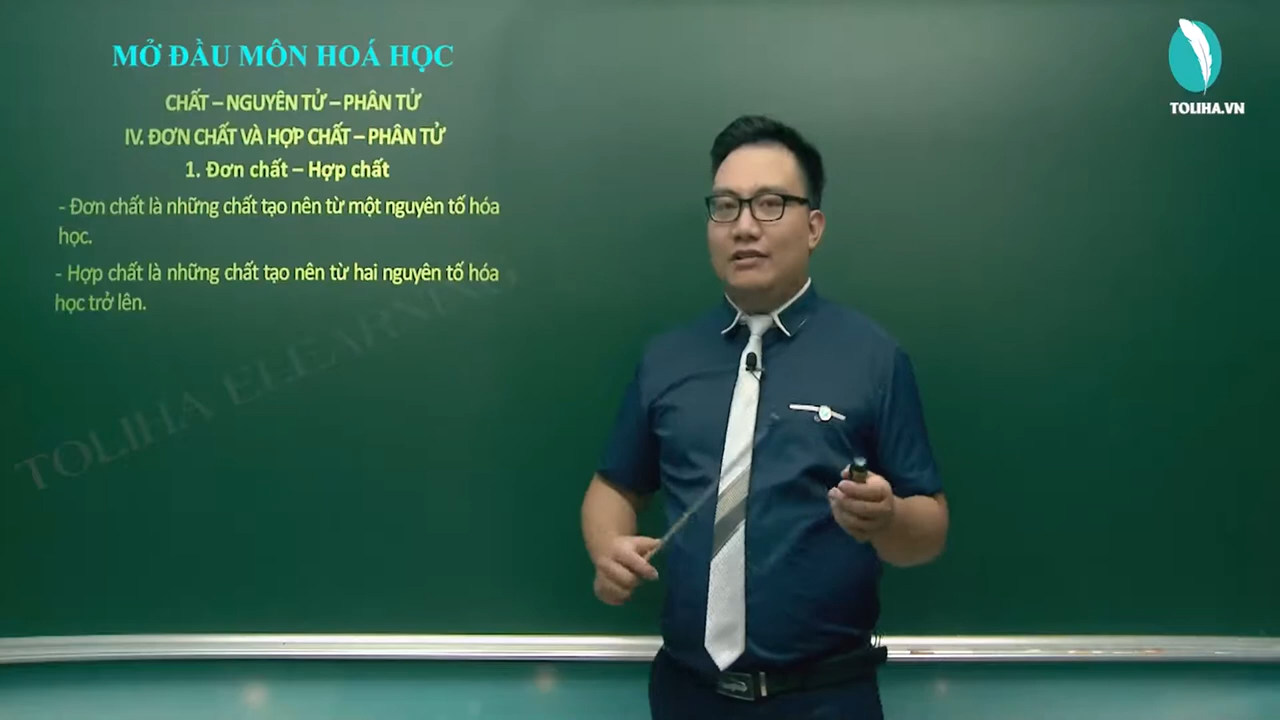 MỞ ĐẦU MÔN HOÁ HỌC
CHẤT – NGUYÊN TỬ – PHÂN TỬ
IV. ĐƠN CHẤT VÀ HỢP CHẤT – PHÂN TỬ
1. Đơn chất – Hợp chất
- Đơn chất là những chất tạo nên từ một nguyên tố hóa
học.
- Hợp chất là những chất tạo nên từ hai nguyên tố hóa
học trở lên.
TOLIHA.VN
TOLIHA ELEARNING